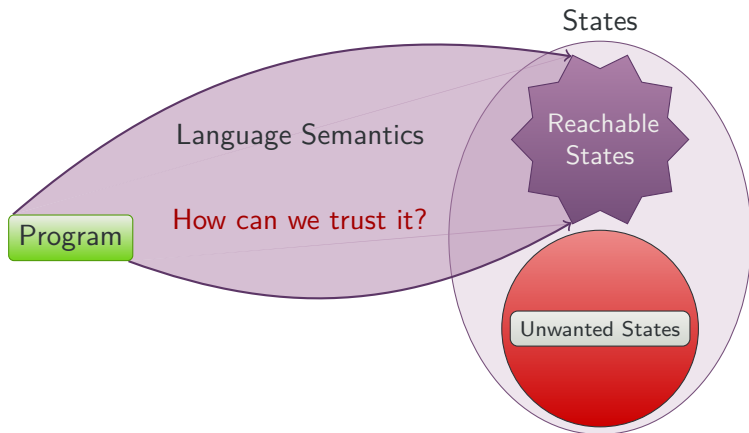 States
Reachable
States
Language Semantics
How can we trust it?
Program
Unwanted States